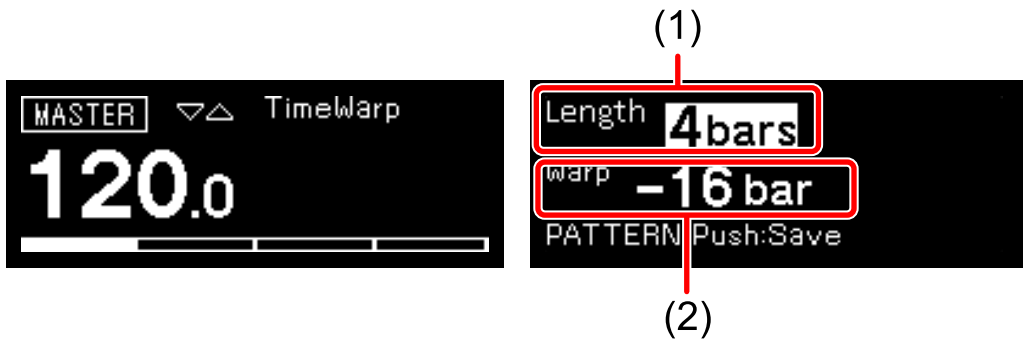 (1)
MASTER ▽△ TimeWarp
120.0
Length 4bars
Warp -16 bar
PATTERN Push:Save
(2)